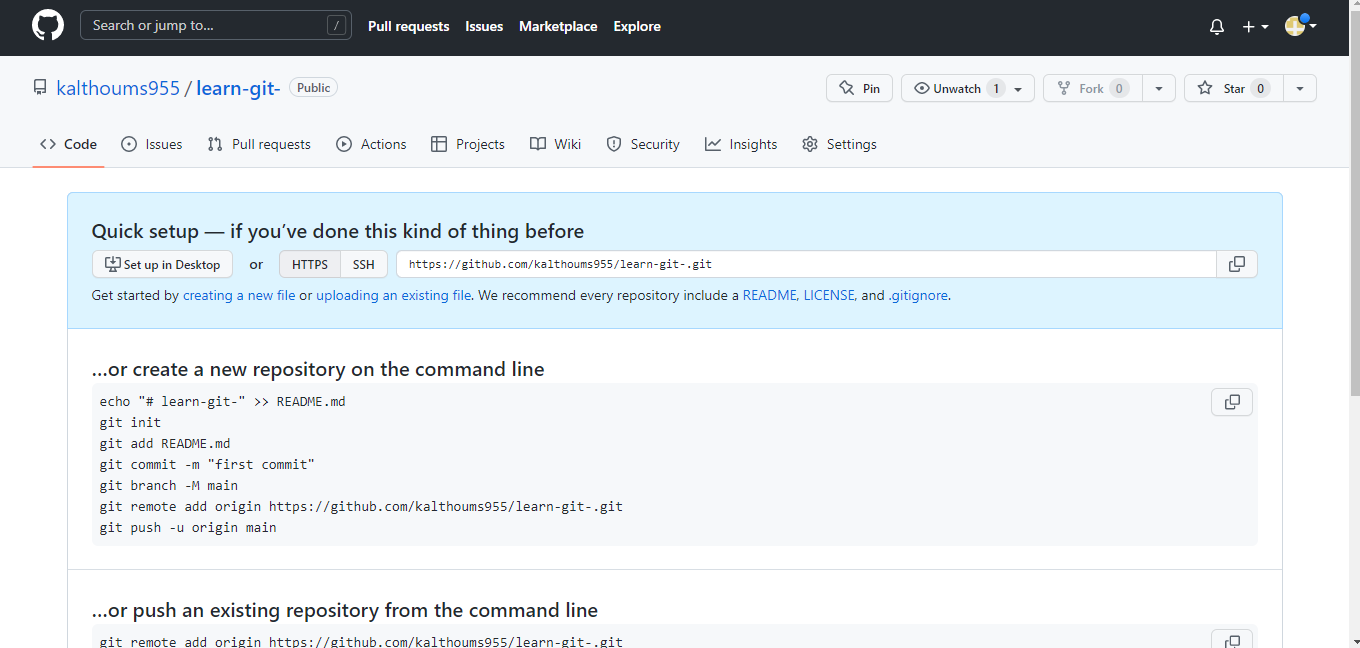 Search or jump to... / Pull requests Issues Marketplace Explore
kalthoums955 / learn-git- Public Pin Unwatch 1 Fork 0 Star 0
Code Issues Pull requests Actions Projects Wiki Security Insights Settings
Quick setup — if you’ve done this kind of thing before
Set up in Desktop or HTTPS SSH https://github.com/kalthoums955/learn-git-.git
Get started by creating a new file or uploading an existing file. We recommend every repository include a README, LICENSE, and .gitignore.
…or create a new repository on the command line
echo "# learn-git-" >> README.md
git init
git add README.md
git commit -m "first commit"
git branch -M main
git remote add origin https://github.com/kalthoums955/learn-git-.git
git push -u origin main
…or push an existing repository from the command line
git remote add origin https://github.com/kalthoums955/learn-git-.git